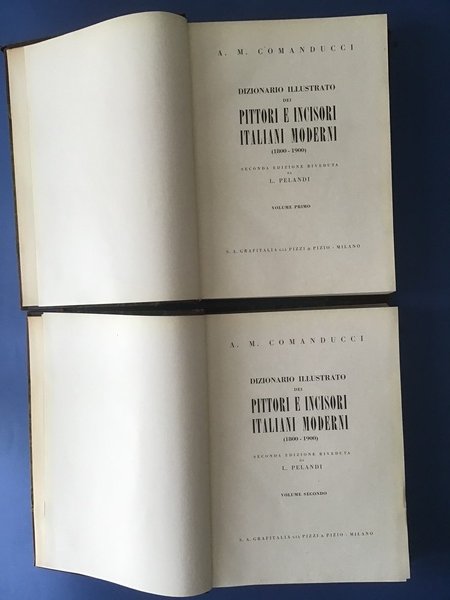 A. M. COMANDUCCI
DIZIONARIO ILLUSTRATO
DEI
PITTORI E INCISORI
ITALIANI MODERNI
(1800-1900)
SECONDA EDIZIONE RIVEDUTA
DA
L. PELANDI
VOLUME PRIMO
S. A. GRAFITALIA GIÀ PIZZI & PIZIO - MILANO
A. M. COMANDUCCI
DIZIONARIO ILLUSTRATO
DEI
PITTORI E INCISORI
ITALIANI MODERNI
(1800-1900)
SECONDA EDIZIONE RIVEDUTA
DA
L. PELANDI
VOLUME SECONDO
S. A. GRAFITALIA GIÀ PIZZI & PIZIO - MILANO